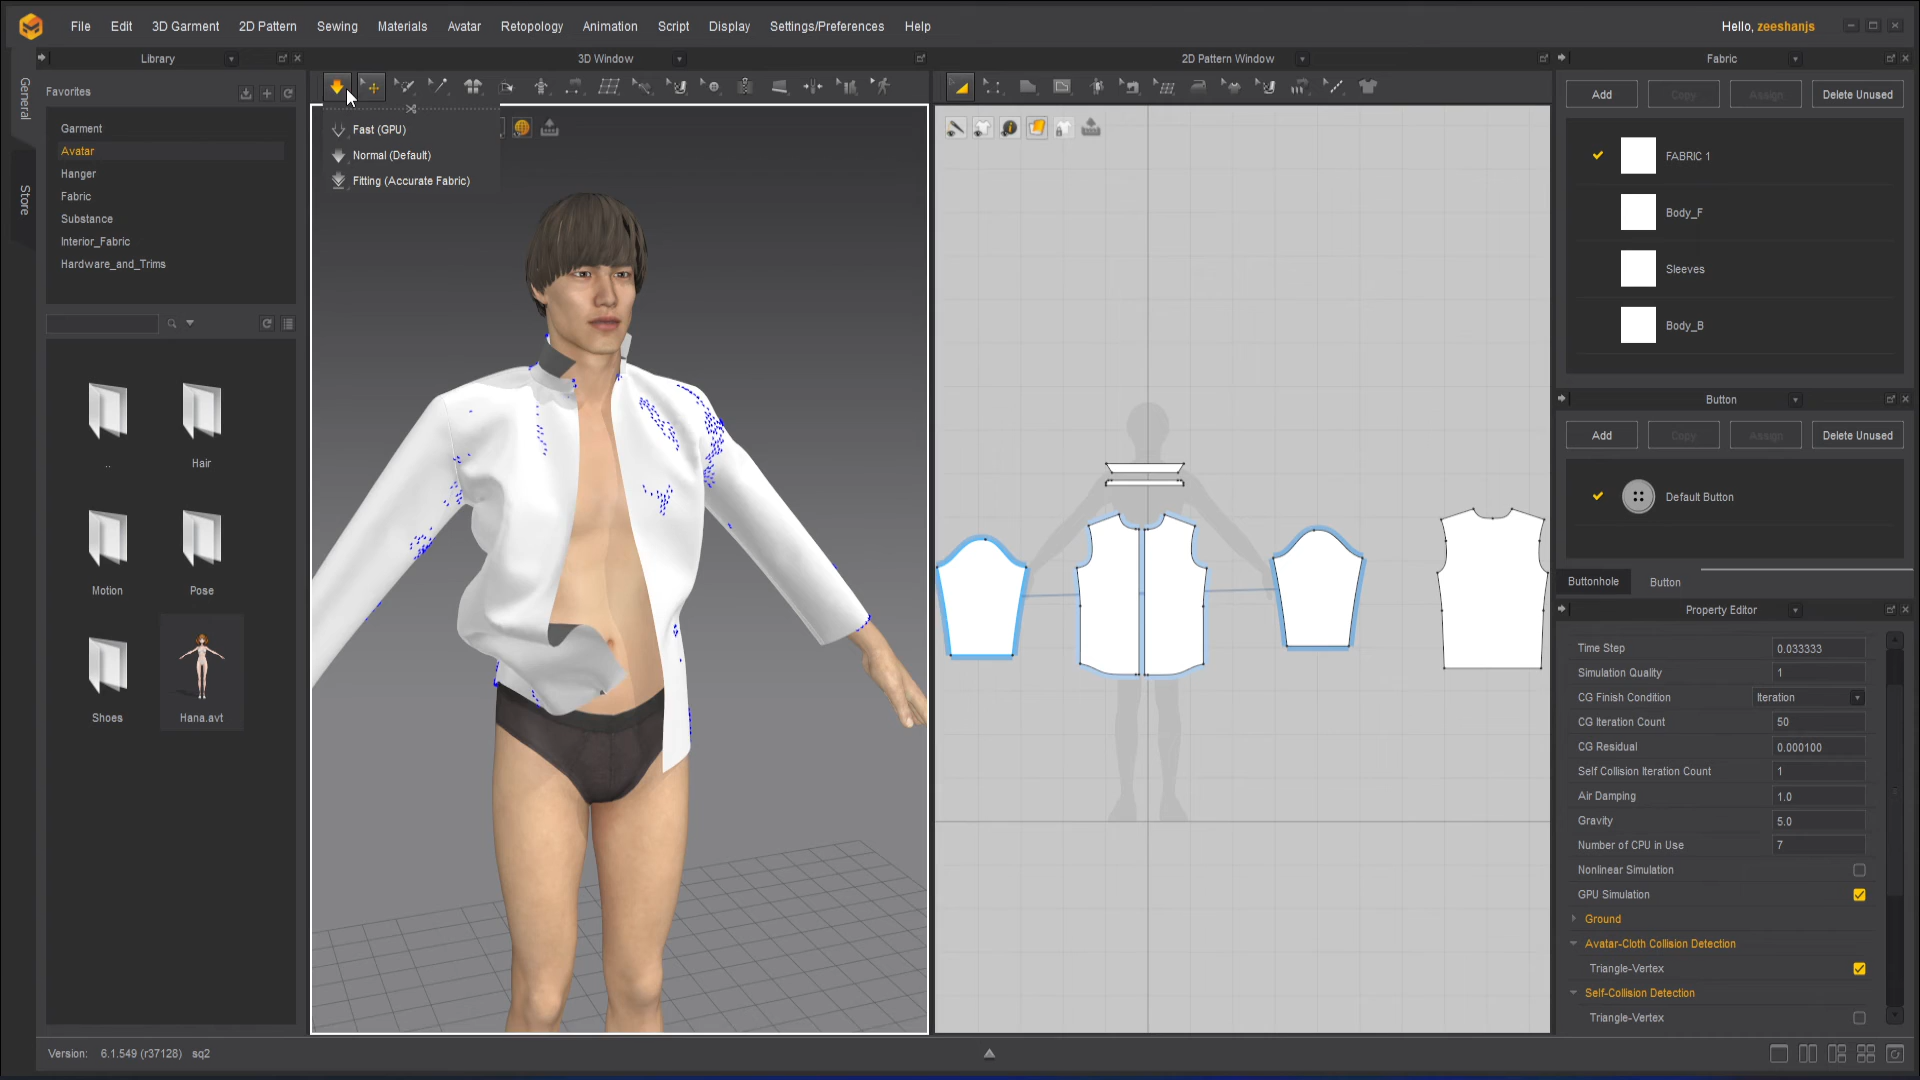 File Edit 3D Garment 2D Pattern Sewing Materials Avatar Retopology Animation Script Display Settings/Preferences Help
Hello, zeeshanjs
Library
3D Window
2D Pattern Window
Fabric
General
Store
Favorites
Garment
Avatar
Hanger
Fabric
Substance
Interior_Fabric
Hardware_and_Trims
..
Hair
Motion
Pose
Shoes
Hana.avt
Fast (GPU)
Normal (Default)
Fitting (Accurate Fabric)
Add Copy Assign Delete Unused
FABRIC 1
Body_F
Sleeves
Body_B
Button
Add Copy Assign Delete Unused
Default Button
Buttonhole Button
Property Editor
Time Step 0.033333
Simulation Quality 1
CG Finish Condition Iteration
CG Iteration Count 50
CG Residual 0.000100
Self Collision Iteration Count 1
Air Damping 1.0
Gravity 5.0
Number of CPU in Use 7
Nonlinear Simulation
GPU Simulation
Ground
Avatar-Cloth Collision Detection
Triangle-Vertex
Self-Collision Detection
Triangle-Vertex
Version: 6.1.549 (r37128) sq2